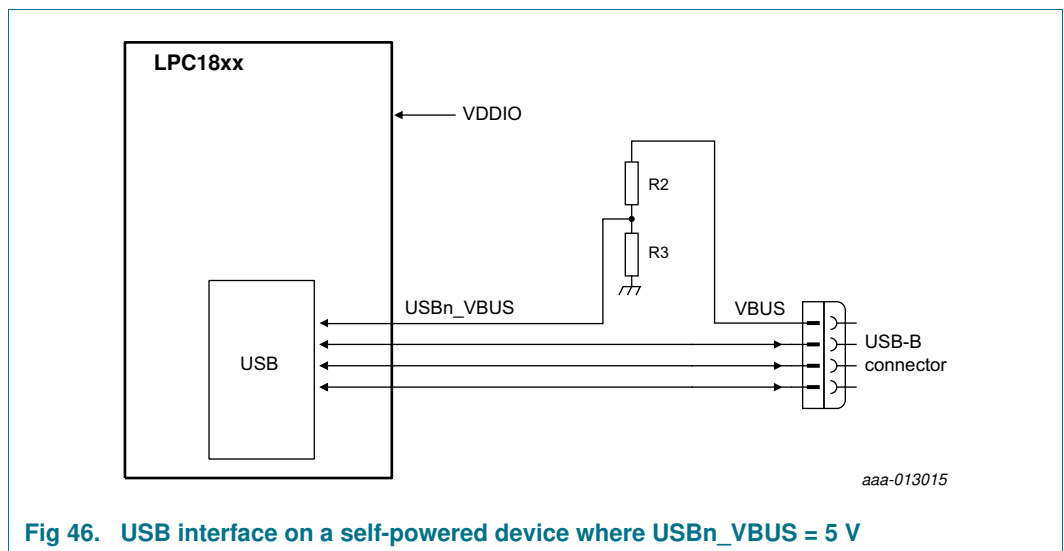 LPC18xx
VDDIO
R2
R3
USBn_VBUS
VBUS
USB
USB-B
connector
aaa-013015
Fig 46. USB interface on a self-powered device where USBn_VBUS = 5 V